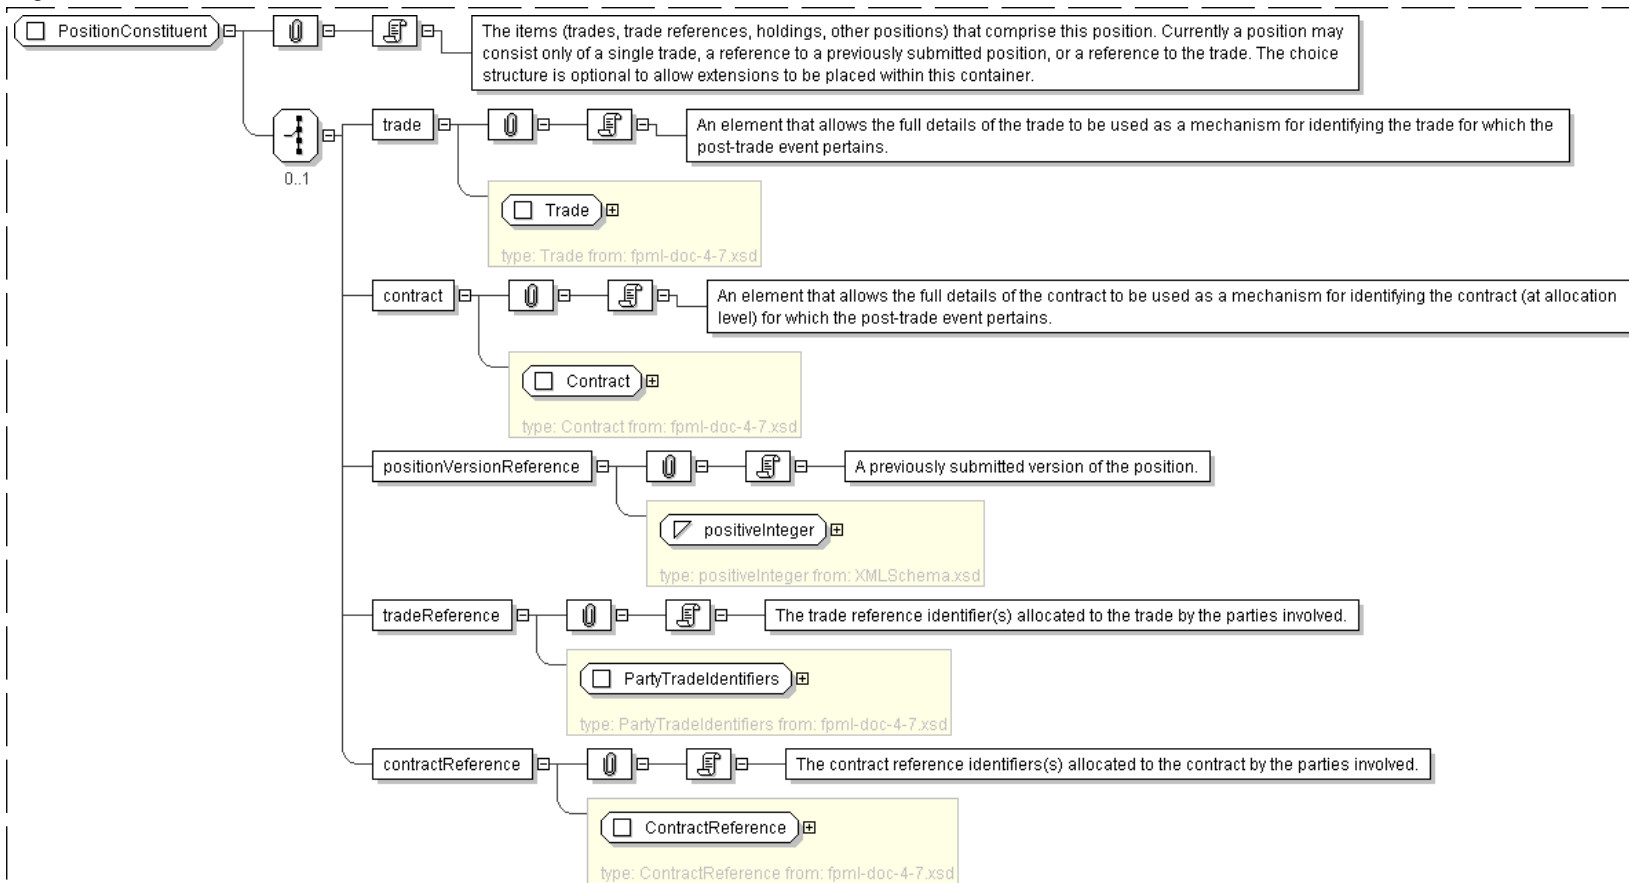 PositionConstituent
The items (trades, trade references, holdings, other positions) that comprise this position. Currently a position may
consist only of a single trade, a reference to a previously submitted position, or a reference to the trade. The choice
structure is optional to allow extensions to be placed within this container.
0..1
trade
An element that allows the full details of the trade to be used as a mechanism for identifying the trade for which the
post-trade event pertains.
Trade
type: Trade from: fpml-doc-4-7.xsd
contract
An element that allows the full details of the contract to be used as a mechanism for identifying the contract (at allocation
level) for which the post-trade event pertains.
Contract
type: Contract from: fpml-doc-4-7.xsd
positionVersionReference
A previously submitted version of the position.
positiveInteger
type: positiveInteger from: XMLSchema.xsd
tradeReference
The trade reference identifier(s) allocated to the trade by the parties involved.
PartyTradeIdentifiers
type: PartyTradeIdentifiers from: fpml-doc-4-7.xsd
contractReference
The contract reference identifiers(s) allocated to the contract by the parties involved.
ContractReference
type: ContractReference from: fpml-doc-4-7.xsd